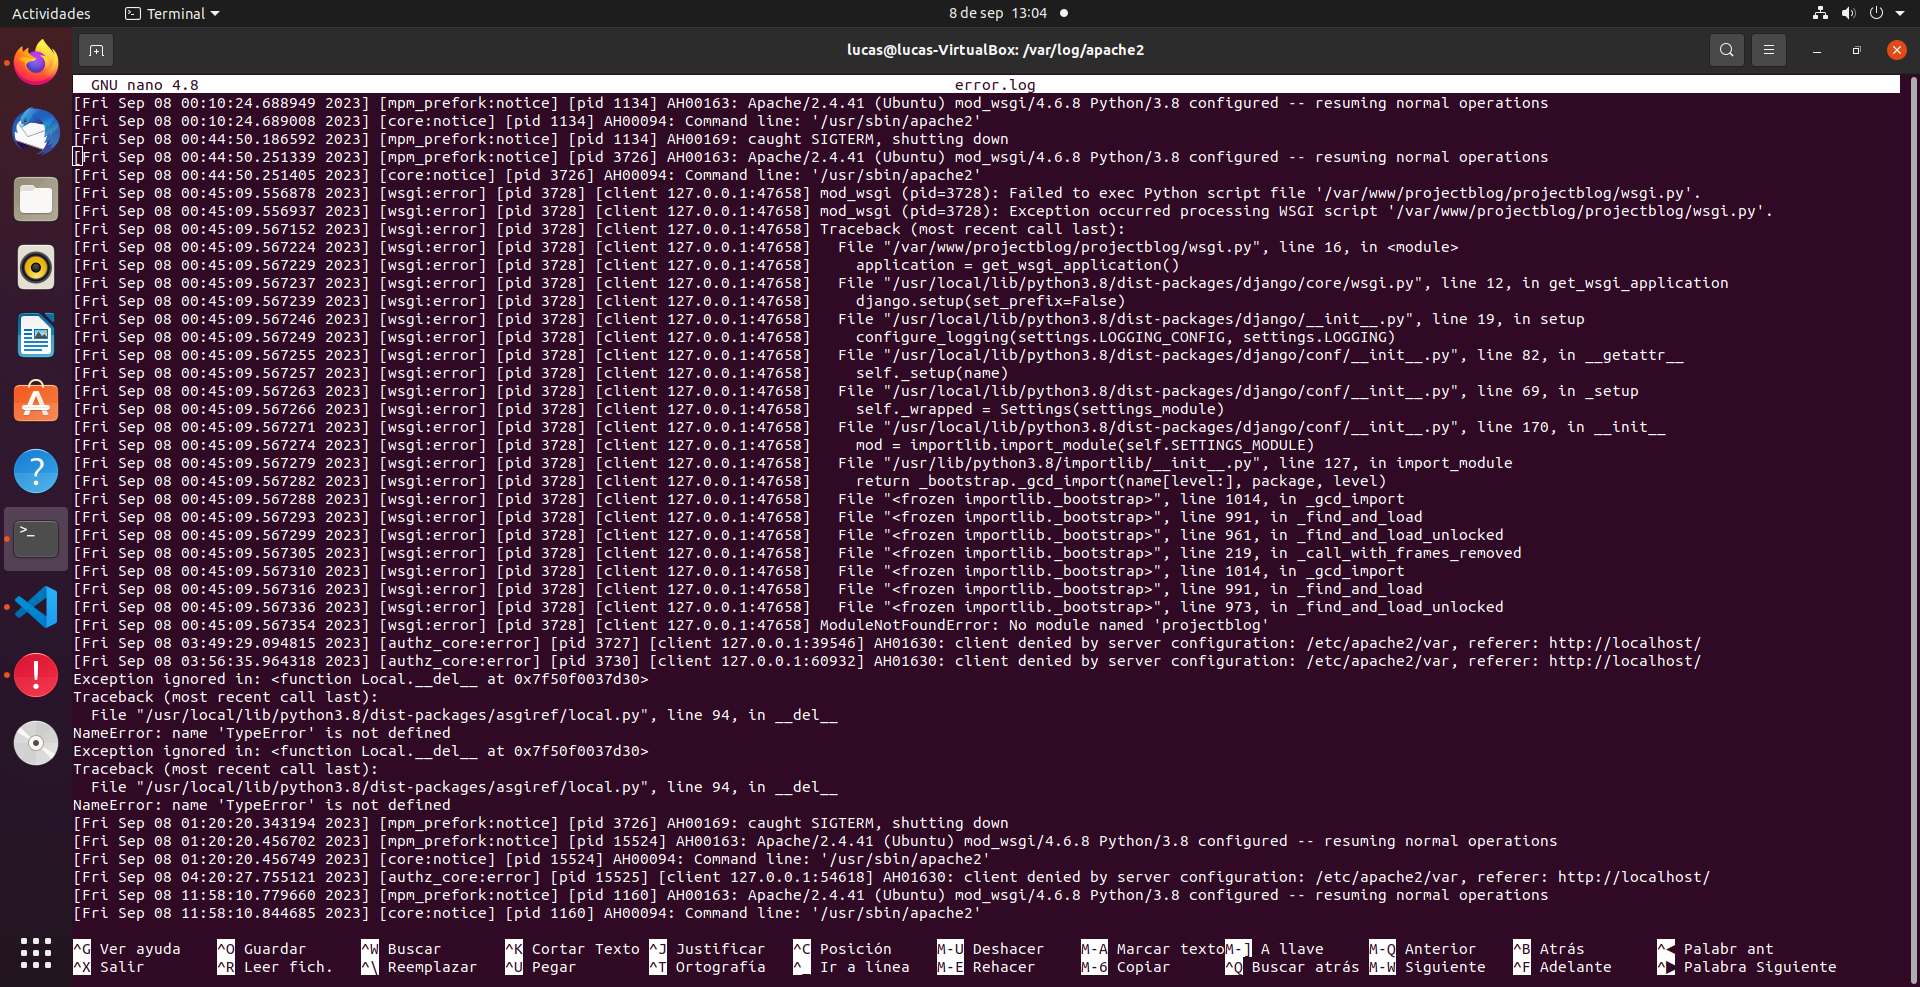 Actividades
Terminal
8 de sep 13:04
lucas@lucas-VirtualBox: /var/log/apache2
GNU nano 4.8 error.log
[Fri Sep 08 00:10:24.688949 2023] [mpm_prefork:notice] [pid 1134] AH00163: Apache/2.4.41 (Ubuntu) mod_wsgi/4.6.8 Python/3.8 configured -- resuming normal operations
[Fri Sep 08 00:10:24.689008 2023] [core:notice] [pid 1134] AH00094: Command line: '/usr/sbin/apache2'
[Fri Sep 08 00:44:50.186592 2023] [mpm_prefork:notice] [pid 1134] AH00169: caught SIGTERM, shutting down
[Fri Sep 08 00:44:50.251339 2023] [mpm_prefork:notice] [pid 3726] AH00163: Apache/2.4.41 (Ubuntu) mod_wsgi/4.6.8 Python/3.8 configured -- resuming normal operations
[Fri Sep 08 00:44:50.251405 2023] [core:notice] [pid 3726] AH00094: Command line: '/usr/sbin/apache2'
[Fri Sep 08 00:45:09.556878 2023] [wsgi:error] [pid 3728] [client 127.0.0.1:47658] mod_wsgi (pid=3728): Failed to exec Python script file '/var/www/projectblog/projectblog/wsgi.py'.
[Fri Sep 08 00:45:09.556937 2023] [wsgi:error] [pid 3728] [client 127.0.0.1:47658] mod_wsgi (pid=3728): Exception occurred processing WSGI script '/var/www/projectblog/projectblog/wsgi.py'.
[Fri Sep 08 00:45:09.567152 2023] [wsgi:error] [pid 3728] [client 127.0.0.1:47658] Traceback (most recent call last):
[Fri Sep 08 00:45:09.567224 2023] [wsgi:error] [pid 3728] [client 127.0.0.1:47658]   File "/var/www/projectblog/projectblog/wsgi.py", line 16, in <module>
[Fri Sep 08 00:45:09.567229 2023] [wsgi:error] [pid 3728] [client 127.0.0.1:47658]     application = get_wsgi_application()
[Fri Sep 08 00:45:09.567237 2023] [wsgi:error] [pid 3728] [client 127.0.0.1:47658]   File "/usr/local/lib/python3.8/dist-packages/django/core/wsgi.py", line 12, in get_wsgi_application
[Fri Sep 08 00:45:09.567239 2023] [wsgi:error] [pid 3728] [client 127.0.0.1:47658]     django.setup(set_prefix=False)
[Fri Sep 08 00:45:09.567246 2023] [wsgi:error] [pid 3728] [client 127.0.0.1:47658]   File "/usr/local/lib/python3.8/dist-packages/django/__init__.py", line 19, in setup
[Fri Sep 08 00:45:09.567249 2023] [wsgi:error] [pid 3728] [client 127.0.0.1:47658]     configure_logging(settings.LOGGING_CONFIG, settings.LOGGING)
[Fri Sep 08 00:45:09.567255 2023] [wsgi:error] [pid 3728] [client 127.0.0.1:47658]   File "/usr/local/lib/python3.8/dist-packages/django/conf/__init__.py", line 82, in __getattr__
[Fri Sep 08 00:45:09.567257 2023] [wsgi:error] [pid 3728] [client 127.0.0.1:47658]     self._setup(name)
[Fri Sep 08 00:45:09.567263 2023] [wsgi:error] [pid 3728] [client 127.0.0.1:47658]   File "/usr/local/lib/python3.8/dist-packages/django/conf/__init__.py", line 69, in _setup
[Fri Sep 08 00:45:09.567266 2023] [wsgi:error] [pid 3728] [client 127.0.0.1:47658]     self._wrapped = Settings(settings_module)
[Fri Sep 08 00:45:09.567271 2023] [wsgi:error] [pid 3728] [client 127.0.0.1:47658]   File "/usr/local/lib/python3.8/dist-packages/django/conf/__init__.py", line 170, in __init__
[Fri Sep 08 00:45:09.567274 2023] [wsgi:error] [pid 3728] [client 127.0.0.1:47658]     mod = importlib.import_module(self.SETTINGS_MODULE)
[Fri Sep 08 00:45:09.567279 2023] [wsgi:error] [pid 3728] [client 127.0.0.1:47658]   File "/usr/lib/python3.8/importlib/__init__.py", line 127, in import_module
[Fri Sep 08 00:45:09.567282 2023] [wsgi:error] [pid 3728] [client 127.0.0.1:47658]     return _bootstrap._gcd_import(name[level:], package, level)
[Fri Sep 08 00:45:09.567288 2023] [wsgi:error] [pid 3728] [client 127.0.0.1:47658]   File "<frozen importlib._bootstrap>", line 1014, in _gcd_import
[Fri Sep 08 00:45:09.567293 2023] [wsgi:error] [pid 3728] [client 127.0.0.1:47658]   File "<frozen importlib._bootstrap>", line 991, in _find_and_load
[Fri Sep 08 00:45:09.567299 2023] [wsgi:error] [pid 3728] [client 127.0.0.1:47658]   File "<frozen importlib._bootstrap>", line 961, in _find_and_load_unlocked
[Fri Sep 08 00:45:09.567305 2023] [wsgi:error] [pid 3728] [client 127.0.0.1:47658]   File "<frozen importlib._bootstrap>", line 219, in _call_with_frames_removed
[Fri Sep 08 00:45:09.567310 2023] [wsgi:error] [pid 3728] [client 127.0.0.1:47658]   File "<frozen importlib._bootstrap>", line 1014, in _gcd_import
[Fri Sep 08 00:45:09.567316 2023] [wsgi:error] [pid 3728] [client 127.0.0.1:47658]   File "<frozen importlib._bootstrap>", line 991, in _find_and_load
[Fri Sep 08 00:45:09.567336 2023] [wsgi:error] [pid 3728] [client 127.0.0.1:47658]   File "<frozen importlib._bootstrap>", line 973, in _find_and_load_unlocked
[Fri Sep 08 00:45:09.567354 2023] [wsgi:error] [pid 3728] [client 127.0.0.1:47658] ModuleNotFoundError: No module named 'projectblog'
[Fri Sep 08 03:49:29.094815 2023] [authz_core:error] [pid 3727] [client 127.0.0.1:39546] AH01630: client denied by server configuration: /etc/apache2/var, referer: http://localhost/
[Fri Sep 08 03:56:35.964318 2023] [authz_core:error] [pid 3730] [client 127.0.0.1:60932] AH01630: client denied by server configuration: /etc/apache2/var, referer: http://localhost/
Exception ignored in: <function Local.__del__ at 0x7f50f0037d30>
Traceback (most recent call last):
  File "/usr/local/lib/python3.8/dist-packages/asgiref/local.py", line 94, in __del__
NameError: name 'TypeError' is not defined
Exception ignored in: <function Local.__del__ at 0x7f50f0037d30>
Traceback (most recent call last):
  File "/usr/local/lib/python3.8/dist-packages/asgiref/local.py", line 94, in __del__
NameError: name 'TypeError' is not defined
[Fri Sep 08 01:20:20.343194 2023] [mpm_prefork:notice] [pid 3726] AH00169: caught SIGTERM, shutting down
[Fri Sep 08 01:20:20.456702 2023] [mpm_prefork:notice] [pid 15524] AH00163: Apache/2.4.41 (Ubuntu) mod_wsgi/4.6.8 Python/3.8 configured -- resuming normal operations
[Fri Sep 08 01:20:20.456749 2023] [core:notice] [pid 15524] AH00094: Command line: '/usr/sbin/apache2'
[Fri Sep 08 04:20:27.755121 2023] [authz_core:error] [pid 15525] [client 127.0.0.1:54618] AH01630: client denied by server configuration: /etc/apache2/var, referer: http://localhost/
[Fri Sep 08 11:58:10.779660 2023] [mpm_prefork:notice] [pid 1160] AH00163: Apache/2.4.41 (Ubuntu) mod_wsgi/4.6.8 Python/3.8 configured -- resuming normal operations
[Fri Sep 08 11:58:10.844685 2023] [core:notice] [pid 1160] AH00094: Command line: '/usr/sbin/apache2'
^G Ver ayuda ^O Guardar ^W Buscar ^K Cortar Texto ^J Justificar ^C Posición M-U Deshacer M-A Marcar texto M-] A llave M-Q Anterior ^B Atrás ^◀ Palabr ant
^X Salir ^R Leer fich. ^\ Reemplazar ^U Pegar ^T Ortografía ^_ Ir a línea M-E Rehacer M-6 Copiar ^Q Buscar atrás M-W Siguiente ^F Adelante ^▶ Palabra Siguiente